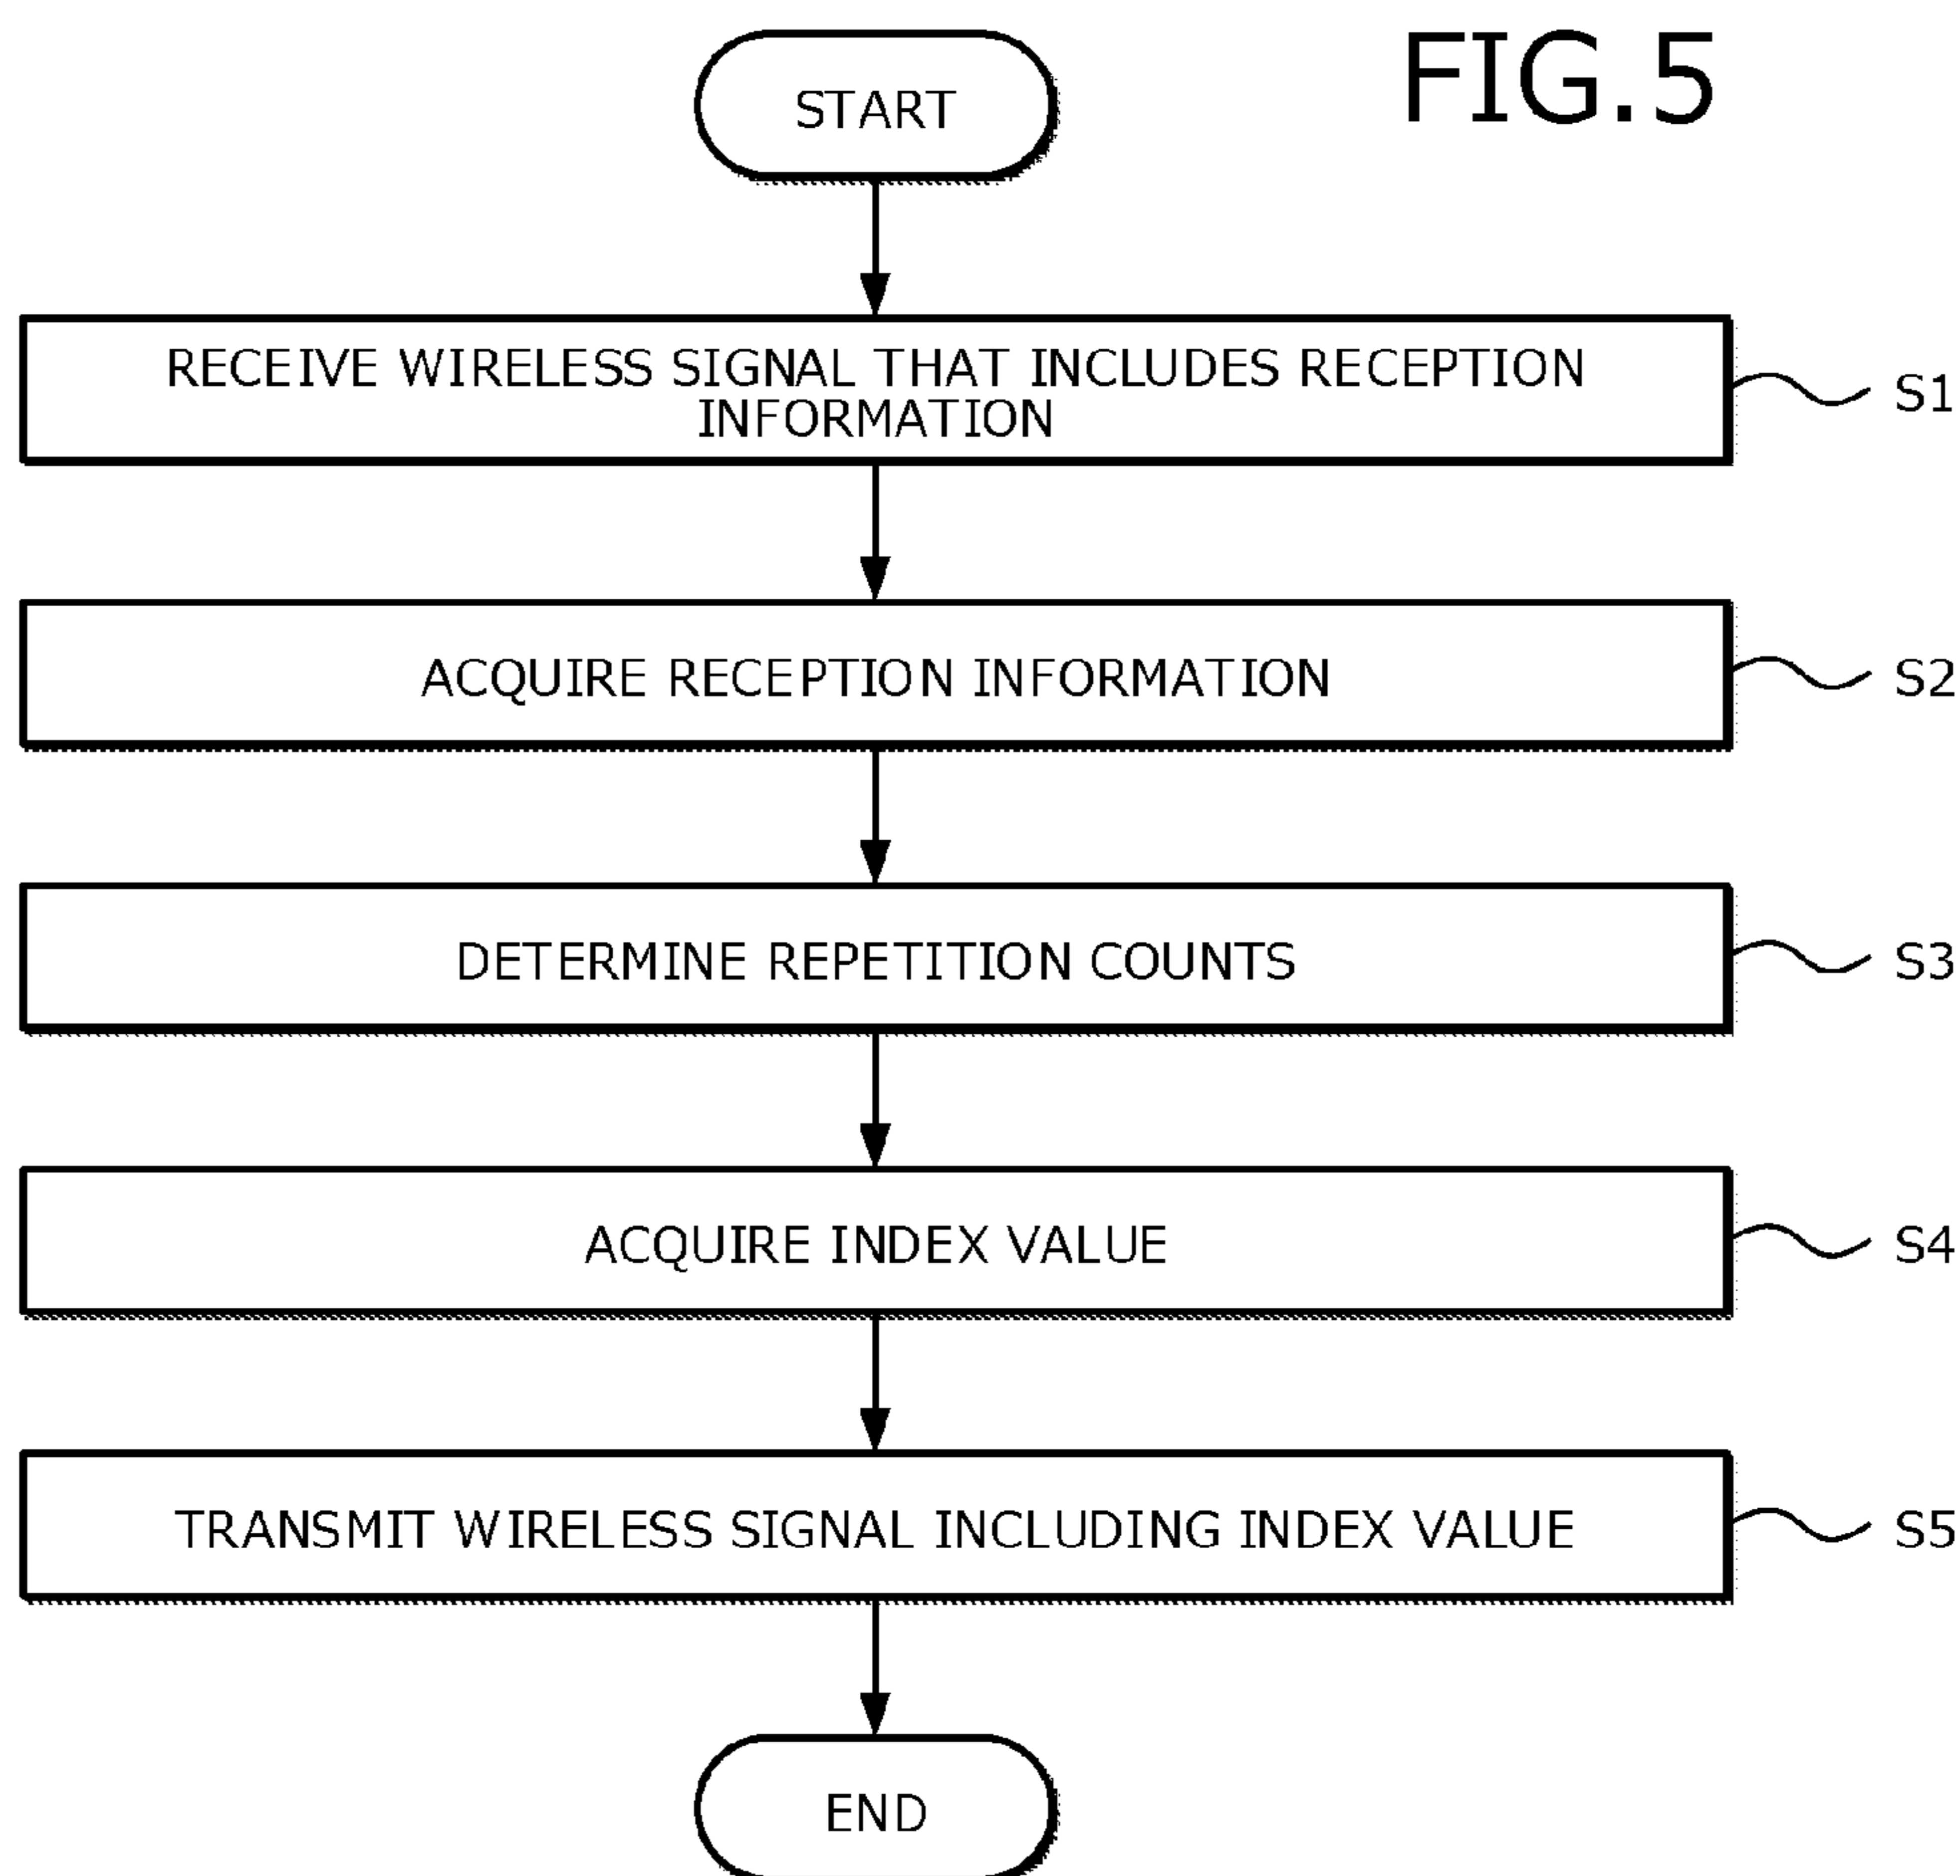 FIG.5
START
RECEIVE WIRELESS SIGNAL THAT INCLUDES RECEPTION
INFORMATION
S1
ACQUIRE RECEPTION INFORMATION
S2
DETERMINE REPETITION COUNTS
S3
ACQUIRE INDEX VALUE
S4
TRANSMIT WIRELESS SIGNAL INCLUDING INDEX VALUE
S5
END